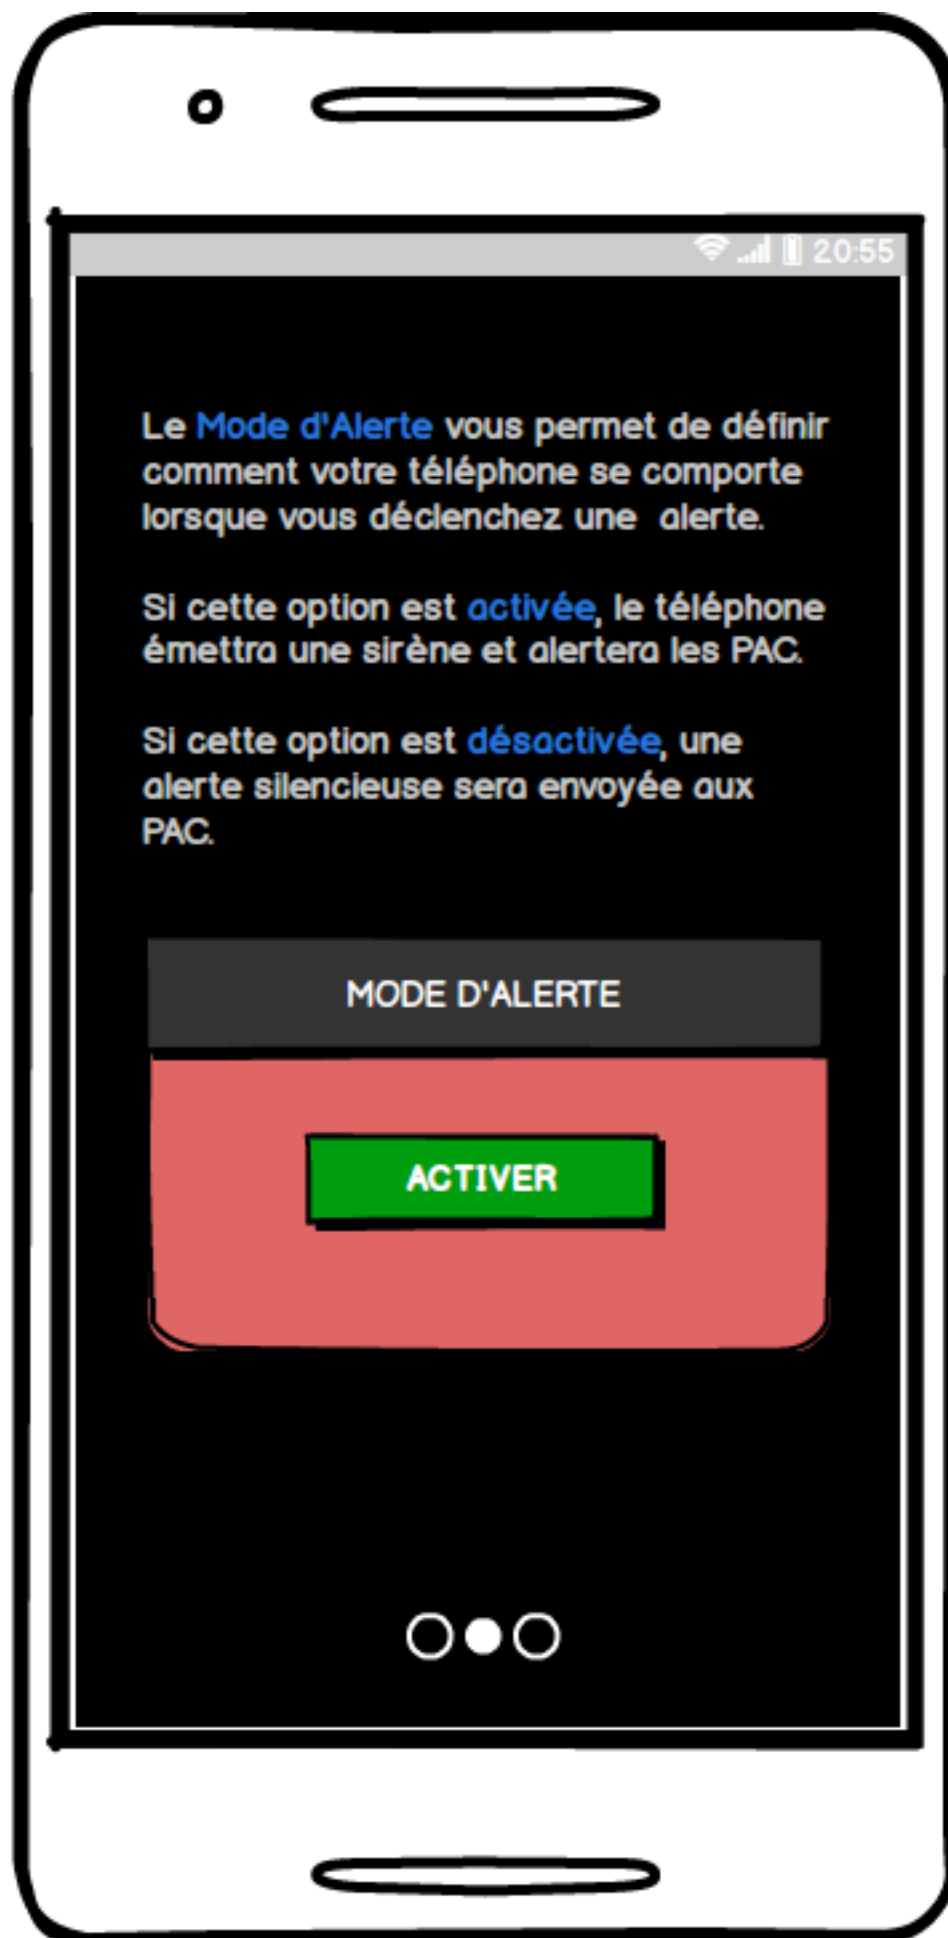 20:55
Le Mode d'Alerte vous permet de définir
comment votre téléphone se comporte
lorsque vous déclenchez une  alerte.
Si cette option est activée, le téléphone
émettra une sirène et alertera les PAC.
Si cette option est désactivée, une
alerte silencieuse sera envoyée aux
PAC.
MODE D'ALERTE
ACTIVER